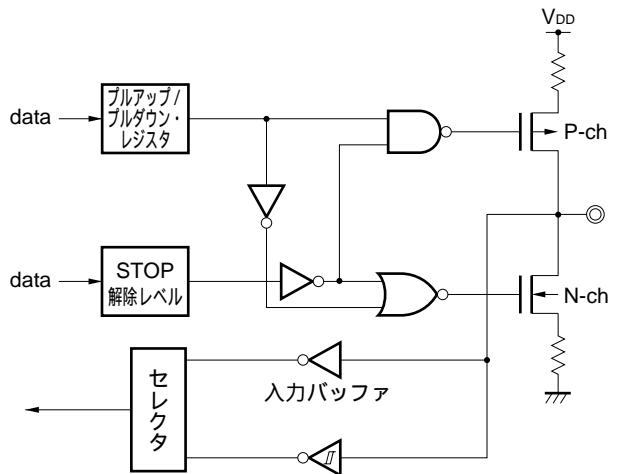 VDD
data
プルアップ/
プルダウン・
レジスタ
P-ch
data
STOP
解除レベル
N-ch
セレクタ
入力バッファ